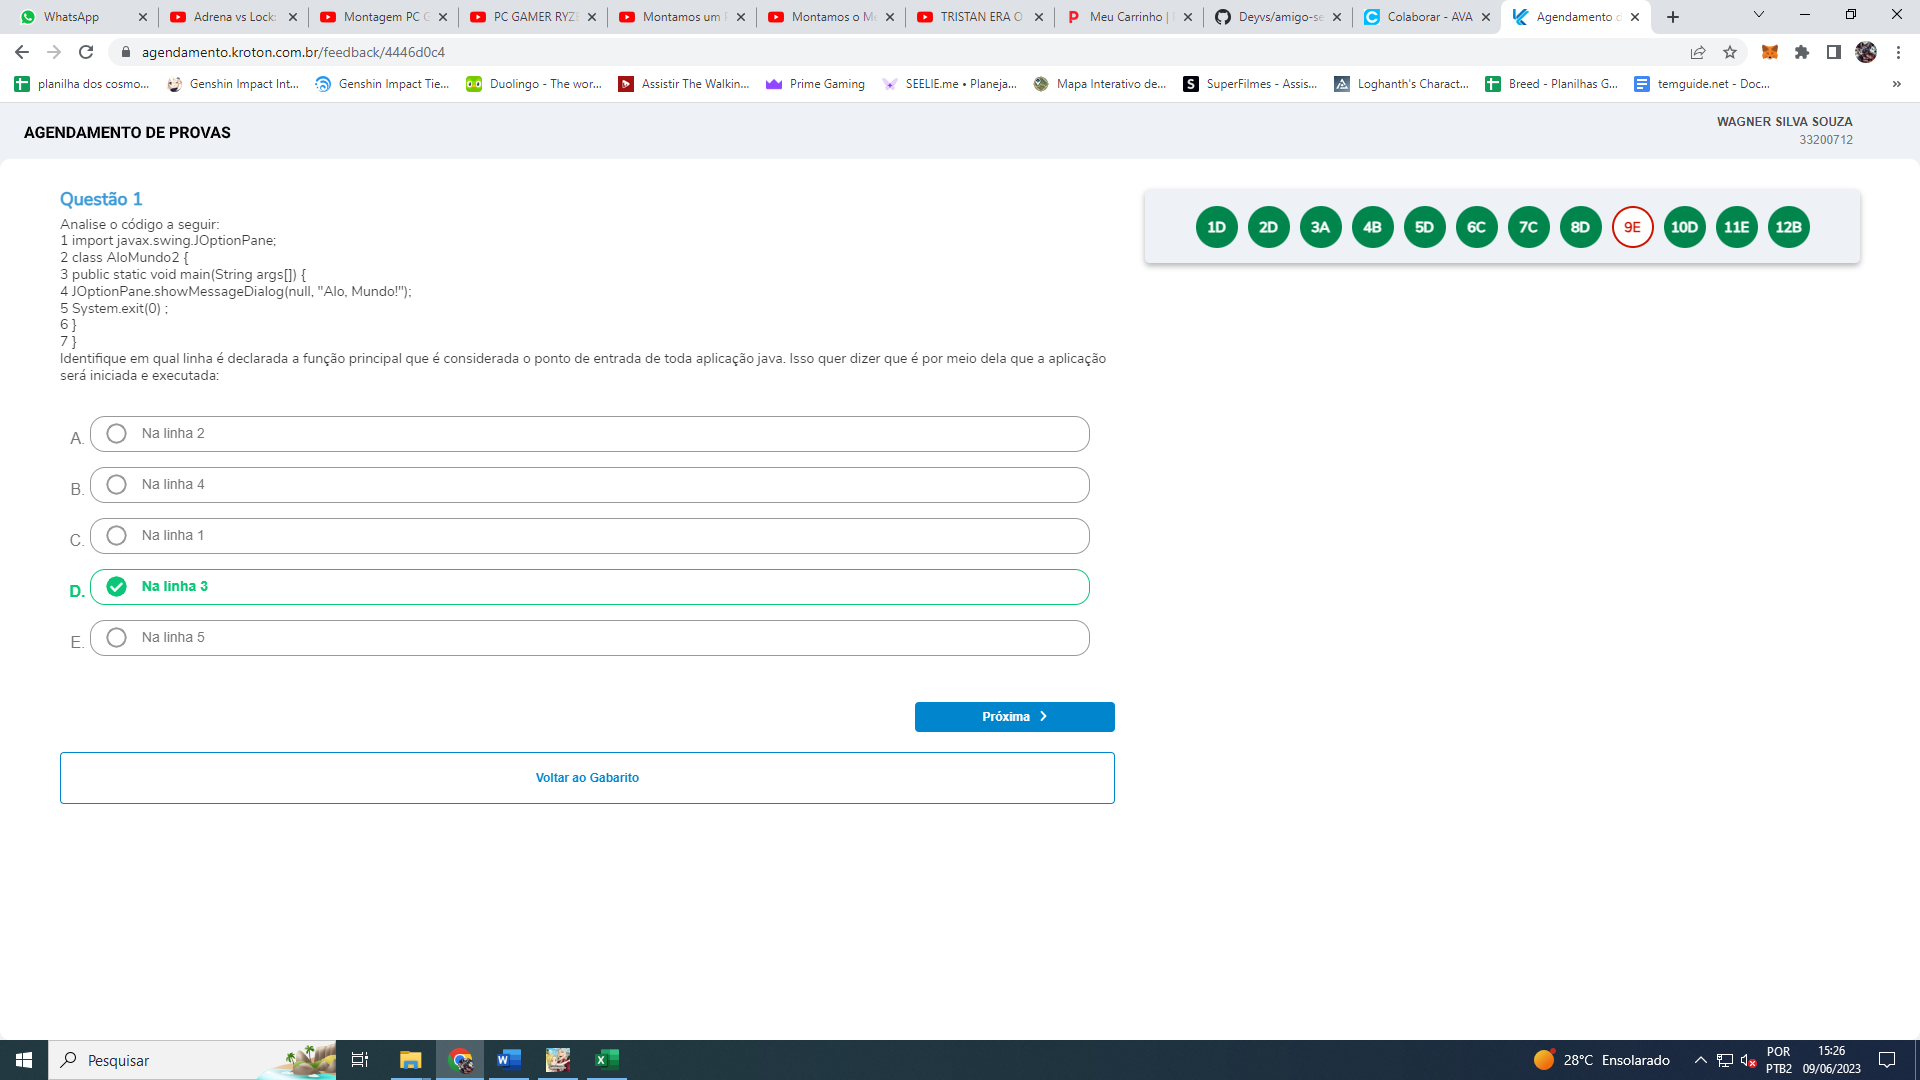 WhatsApp
Adrena vs Lock
Montagem PC G
PC GAMER RYZE
Montamos um
Montamos o Me
TRISTAN ERA O
Meu Carrinho |
Deyvs/amigo-se
Colaborar - AVA
Agendamento d
agendamento.kroton.com.br/feedback/4446d0c4
planilha dos cosmo...
Genshin Impact Int...
Genshin Impact Tie...
Duolingo - The wor...
Assistir The Walkin...
Prime Gaming
SEELIE.me • Planeja...
Mapa Interativo de...
SuperFilmes - Assis...
Loghanth's Charact...
Breed - Planilhas G...
temguide.net - Doc...
AGENDAMENTO DE PROVAS
WAGNER SILVA SOUZA
33200712
Questão 1
Analise o código a seguir:
1 import javax.swing.JOptionPane;
2 class AloMundo2 {
3 public static void main(String args[]) {
4 JOptionPane.showMessageDialog(null, "Alo, Mundo!");
5 System.exit(0) ;
6 }
7 }
Identifique em qual linha é declarada a função principal que é considerada o ponto de entrada de toda aplicação java. Isso quer dizer que é por meio dela que a aplicação
será iniciada e executada:
1D 2D 3A 4B 5D 6C 7C 8D 9E 10D 11E 12B
A. Na linha 2
B. Na linha 4
C. Na linha 1
D. Na linha 3
E. Na linha 5
Próxima
Voltar ao Gabarito
Pesquisar
28°C Ensolarado
POR
PTB2
15:26
09/06/2023